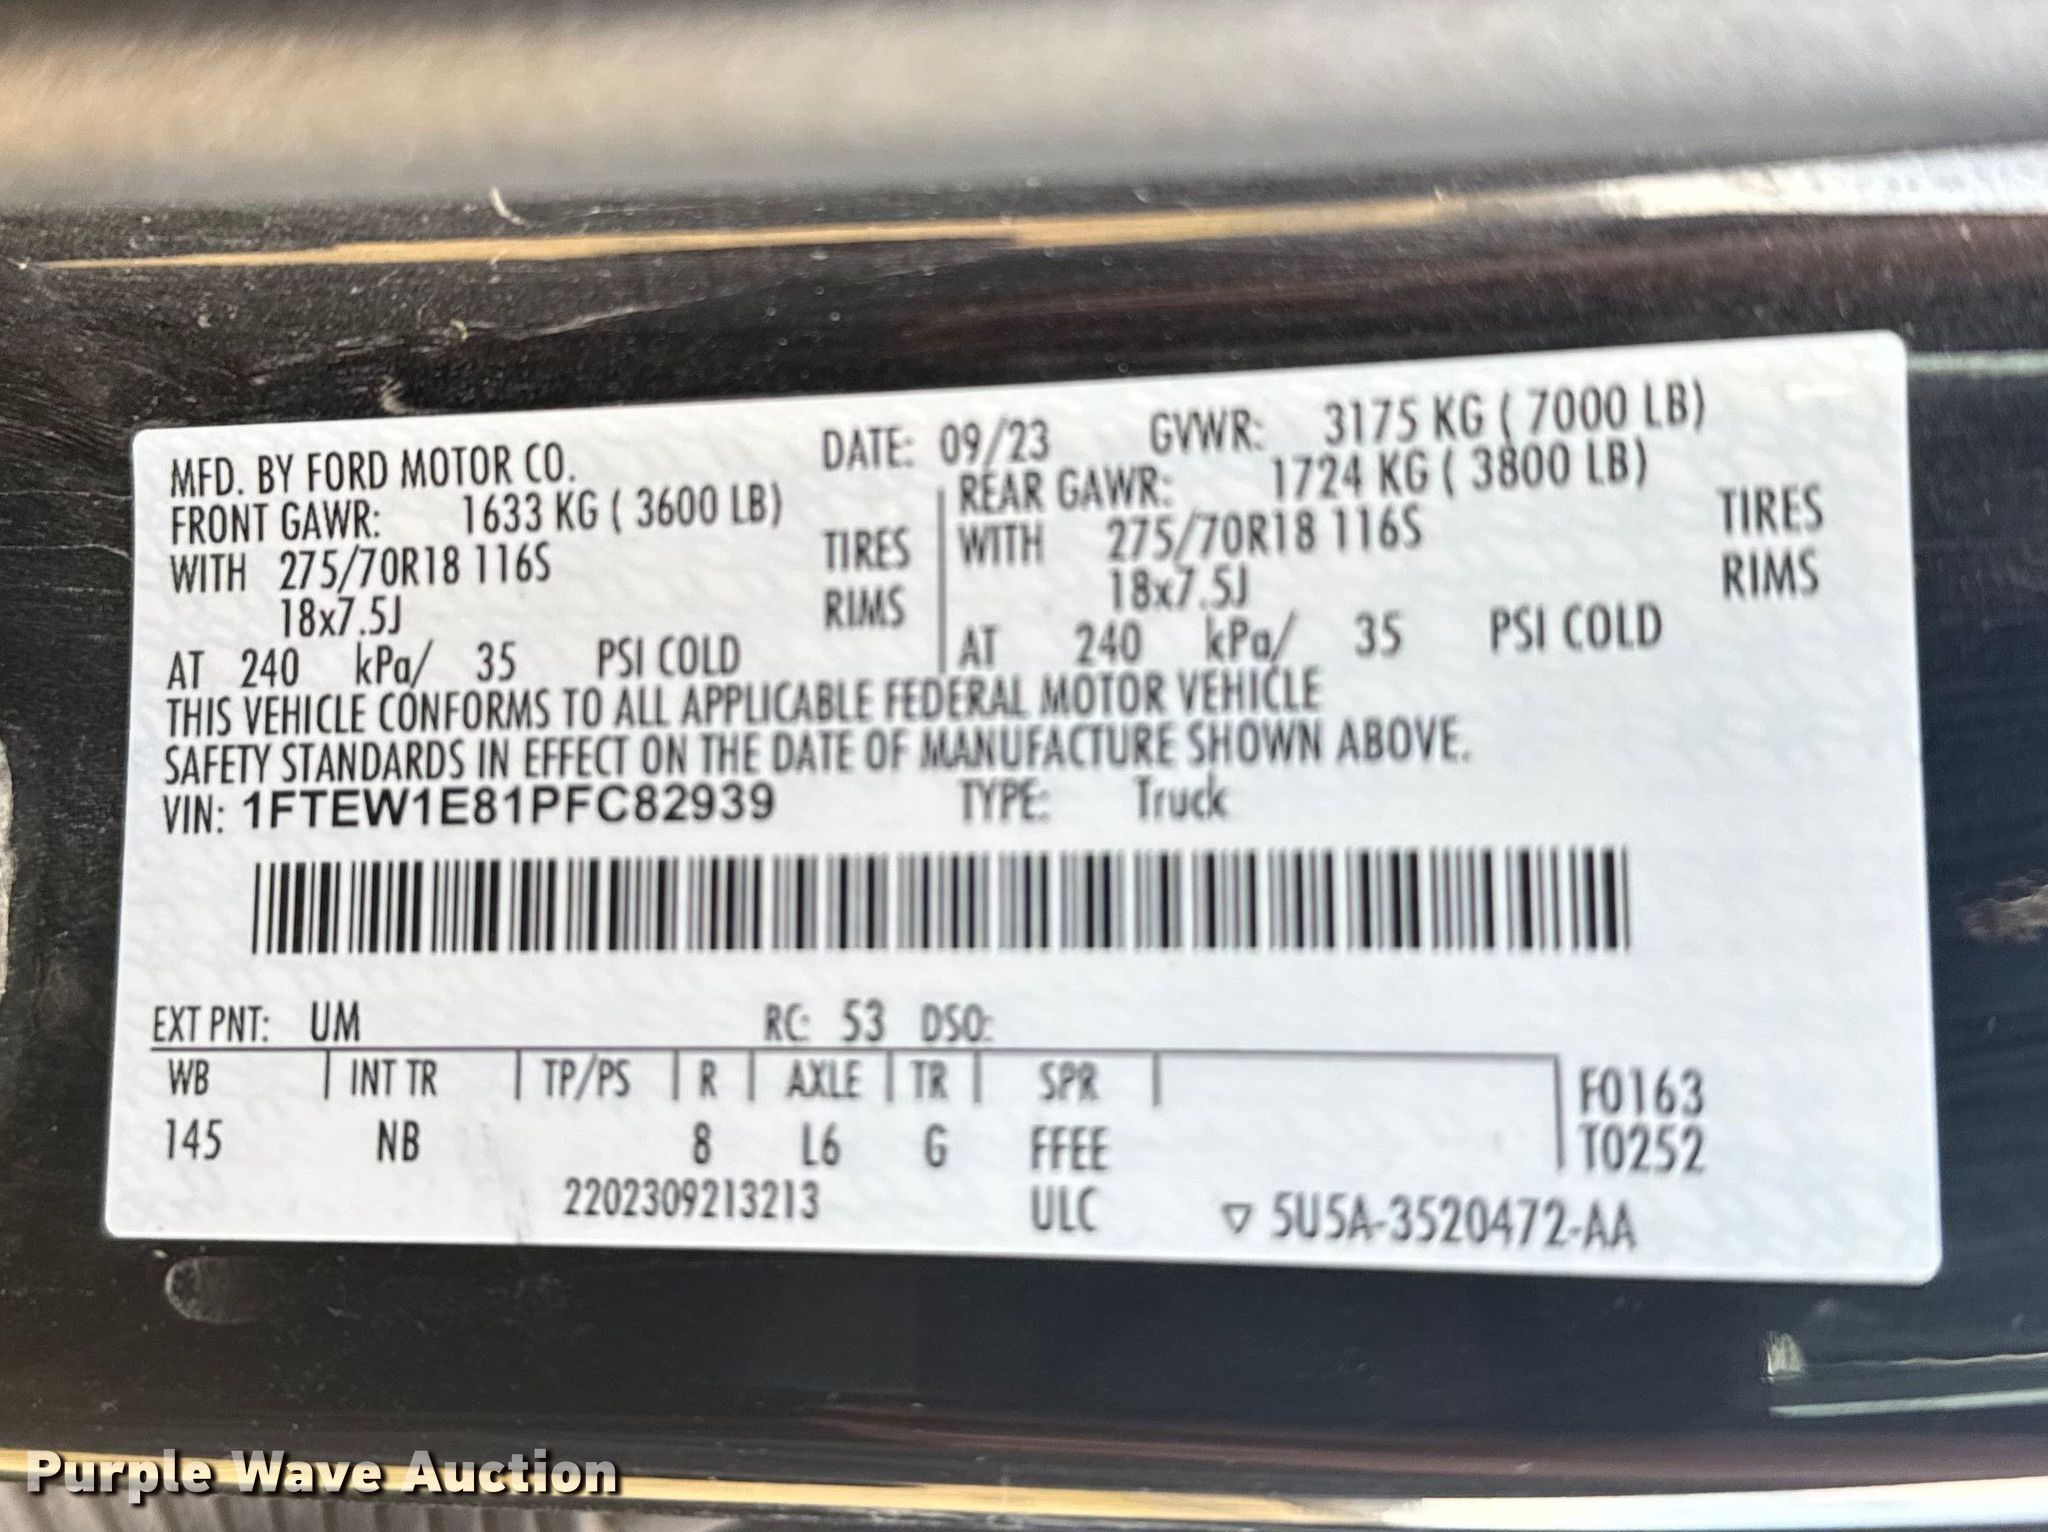 MFD. BY FORD MOTOR CO. DATE: 09/23 GVWR: 3175 KG ( 7000 LB)
FRONT GAWR: 1633 KG ( 3600 LB) REAR GAWR: 1724 KG ( 3800 LB)
WITH 275/70R18 116S TIRES WITH 275/70R18 116S TIRES
18x7.5J RIMS 18x7.5J RIMS
AT 240 kPa/ 35 PSI COLD AT 240 kPa/ 35 PSI COLD
THIS VEHICLE CONFORMS TO ALL APPLICABLE FEDERAL MOTOR VEHICLE
SAFETY STANDARDS IN EFFECT ON THE DATE OF MANUFACTURE SHOWN ABOVE.
VIN: 1FTEW1E81PFC82939 TYPE: Truck
EXT PNT: UM RC: 53 DSO:
WB INT TR TP/PS R AXLE TR SPR F0163
145 NB 8 L6 G FFEE T0252
2202309213213 ULC ▽ 5U5A-3520472-AA
Purple Wave Auction